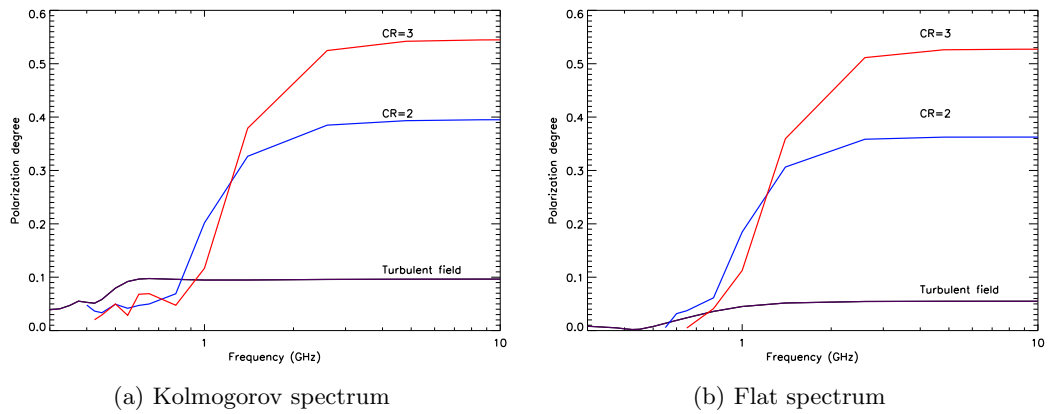 0.6
0.5
0.4
0.3
0.2
0.1
0.0
Polarization degree
CR=3
CR=2
Turbulent field
1
10
Frequency (GHz)
(a) Kolmogorov spectrum
0.6
0.5
0.4
0.3
0.2
0.1
0.0
Polarization degree
CR=3
CR=2
Turbulent field
1
10
Frequency (GHz)
(b) Flat spectrum